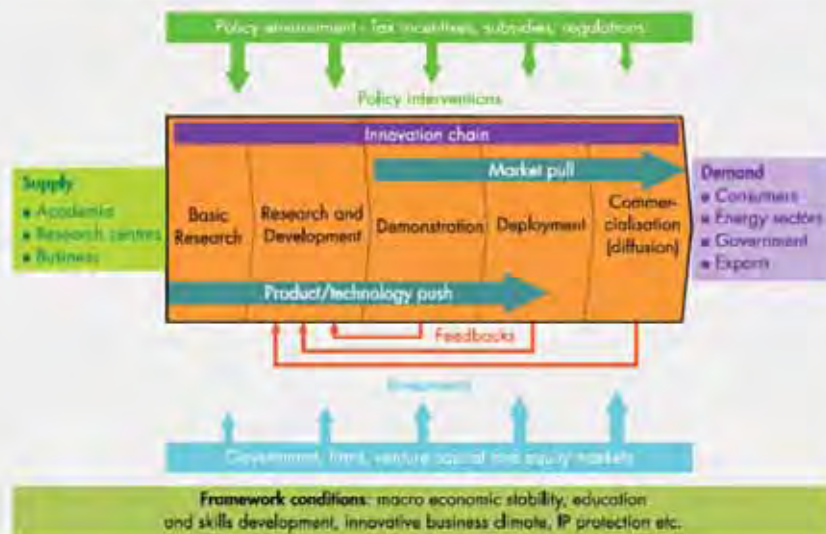 Policy environment - Tax incentives, subsidies, regulations
Policy interventions
Innovation chain
Market pull
Supply
Academia
Research centres
Business
Basic
Research
Research and
Development
Demonstration
Deployment
Commer-
cialisation
(diffusion)
Demand
Consumers
Energy sectors
Government
Exports
Product/technology push
Feedbacks
Investments
Government, firms, venture capital and equity markets
Framework conditions: macro economic stability, education
and skills development, innovative business climate, IP protection etc.